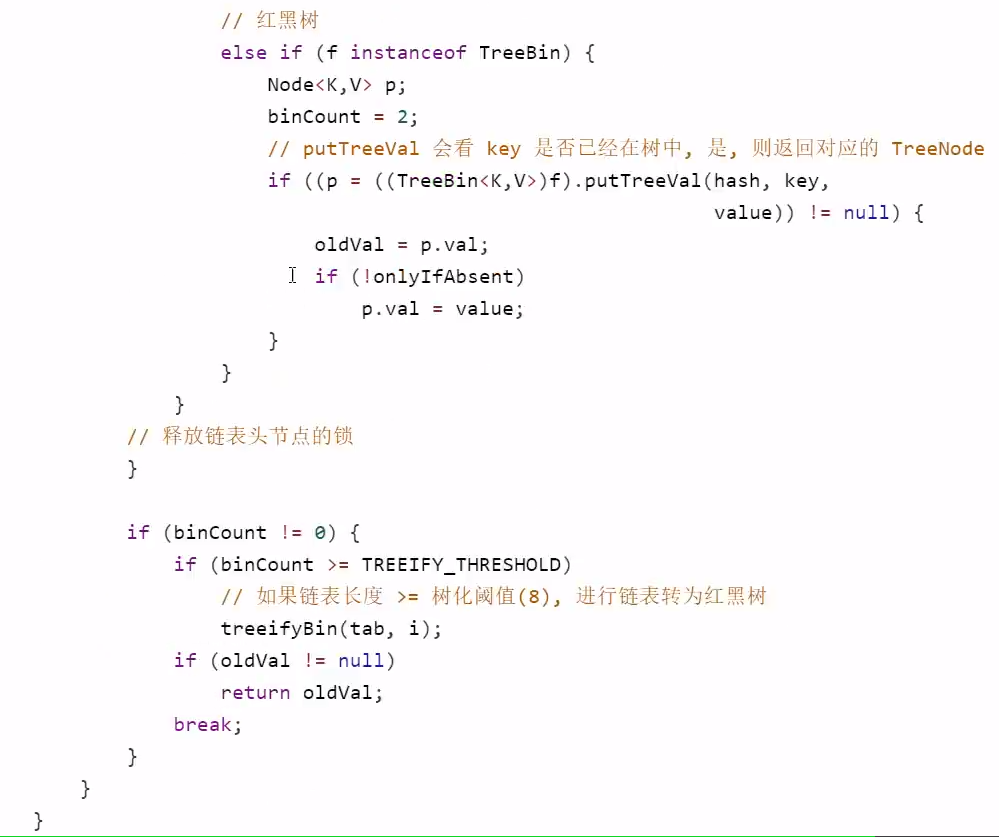 // 红黑树
else if (f instanceof TreeBin) {
Node<K,V> p;
binCount = 2;
// putTreeVal 会看 key 是否已经在树中, 是, 则返回对应的 TreeNode
if ((p = ((TreeBin<K,V>)f).putTreeVal(hash, key,
value)) != null) {
oldVal = p.val;
if (!onlyIfAbsent)
p.val = value;
}
}
}
// 释放链表头节点的锁
}
if (binCount != 0) {
if (binCount >= TREEIFY_THRESHOLD)
// 如果链表长度 >= 树化阈值(8), 进行链表转为红黑树
treeifyBin(tab, i);
if (oldVal != null)
return oldVal;
break;
}
}
}